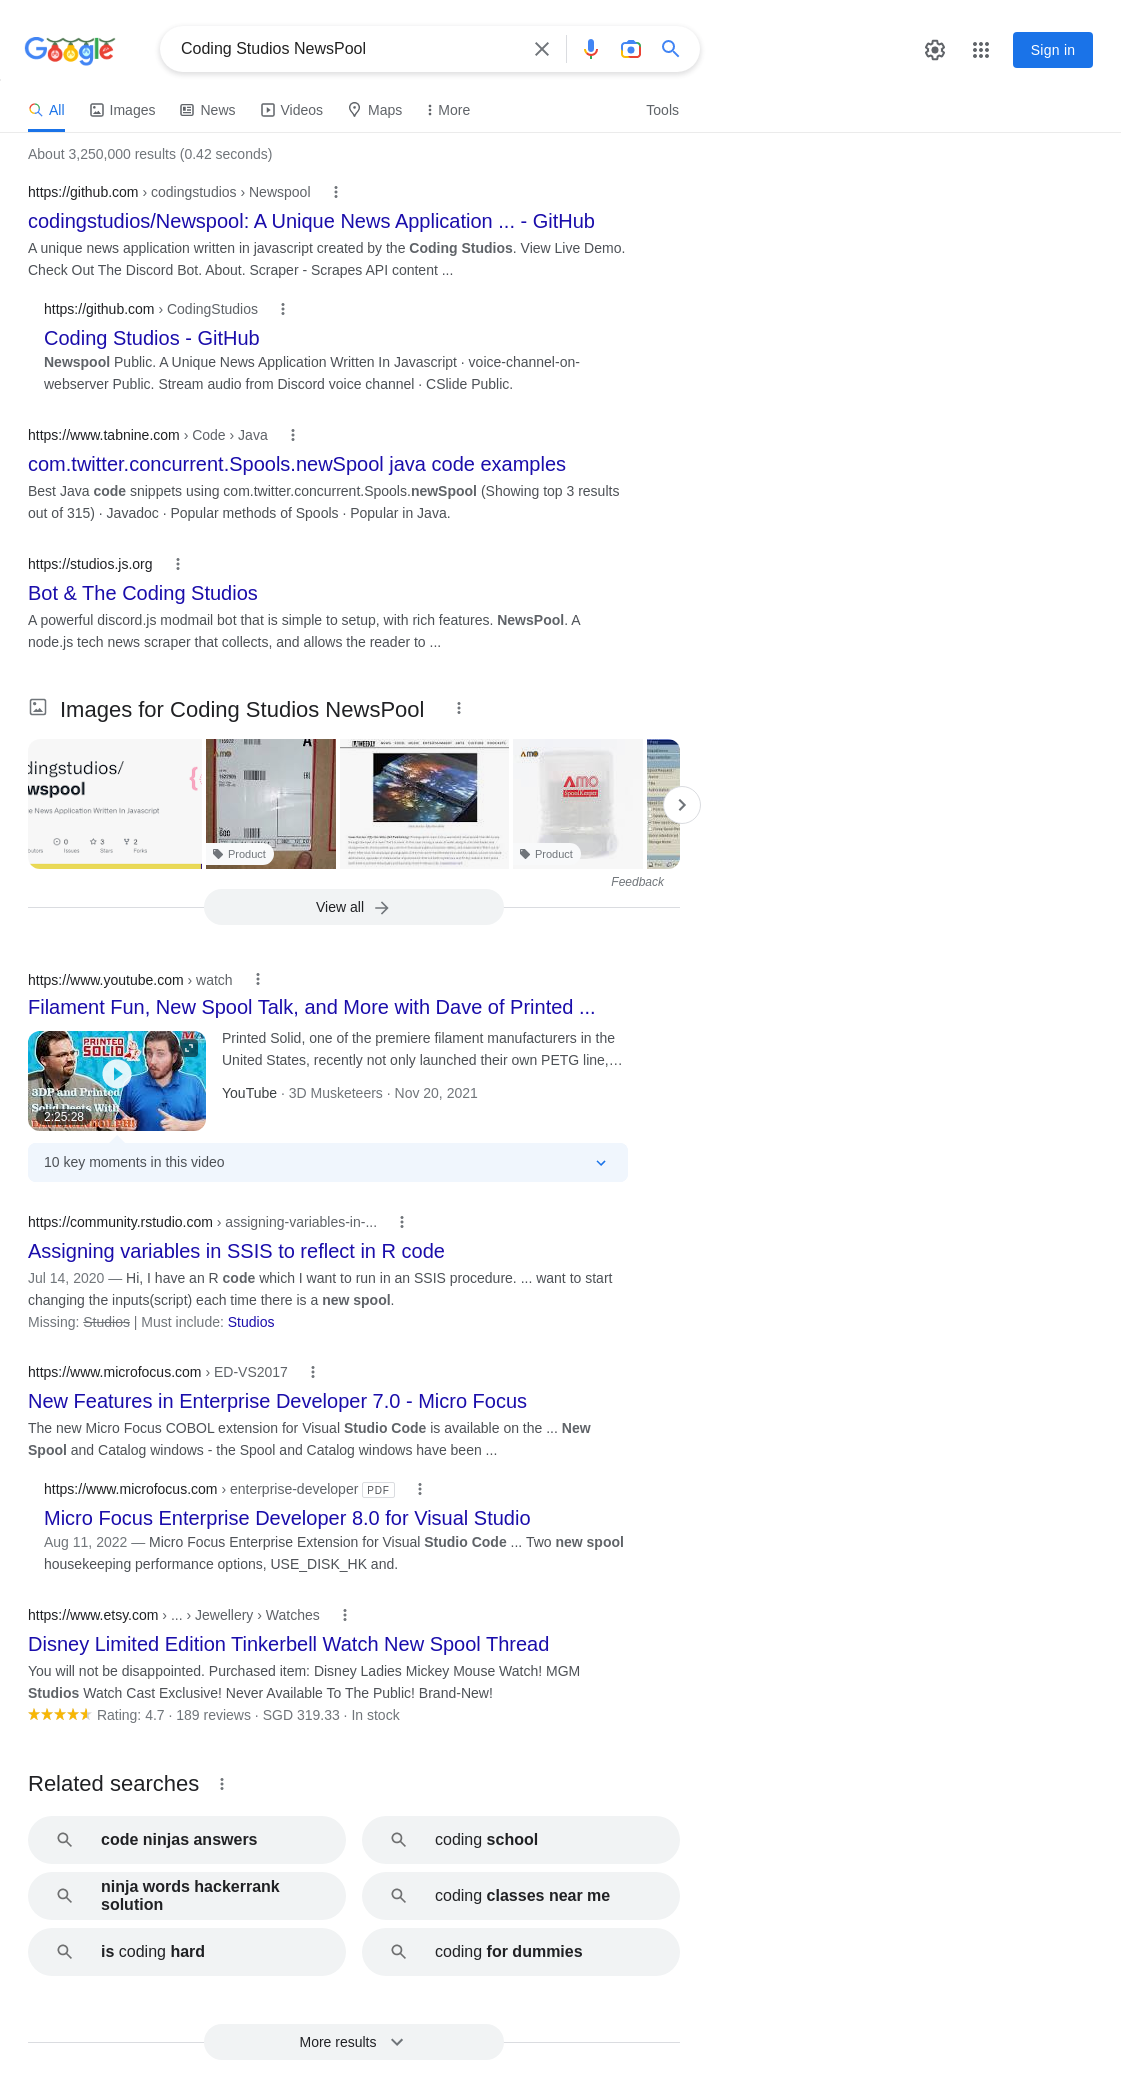 Google
Coding Studios NewsPool
Sign in
All
Images
News
Videos
Maps
More
Tools
About 3,250,000 results (0.42 seconds)
https://github.com › codingstudios › Newspool
codingstudios/Newspool: A Unique News Application ... - GitHub
A unique news application written in javascript created by the Coding Studios. View Live Demo.
Check Out The Discord Bot. About. Scraper - Scrapes API content ...
https://github.com › CodingStudios
Coding Studios - GitHub
Newspool Public. A Unique News Application Written In Javascript · voice-channel-on-
webserver Public. Stream audio from Discord voice channel · CSlide Public.
https://www.tabnine.com › Code › Java
com.twitter.concurrent.Spools.newSpool java code examples
Best Java code snippets using com.twitter.concurrent.Spools.newSpool (Showing top 3 results
out of 315) · Javadoc · Popular methods of Spools · Popular in Java.
https://studios.js.org
Bot & The Coding Studios
A powerful discord.js modmail bot that is simple to setup, with rich features. NewsPool. A
node.js tech news scraper that collects, and allows the reader to ...
Images for Coding Studios NewsPool
dingstudios/
wspool
e News Application Written In Javascript
0
Issues
3
Stars
2
Forks
AMO
Product
AMO
AMO
SpoolKeeper
Product
Feedback
View all
https://www.youtube.com › watch
Filament Fun, New Spool Talk, and More with Dave of Printed ...
PRINTED
SOLID
3DP and Printed
Solid Deets With
2:25:28
Printed Solid, one of the premiere filament manufacturers in the
United States, recently not only launched their own PETG line,…
YouTube · 3D Musketeers · Nov 20, 2021
10 key moments in this video
https://community.rstudio.com › assigning-variables-in-...
Assigning variables in SSIS to reflect in R code
Jul 14, 2020 — Hi, I have an R code which I want to run in an SSIS procedure. ... want to start
changing the inputs(script) each time there is a new spool.
Missing: Studios | Must include: Studios
https://www.microfocus.com › ED-VS2017
New Features in Enterprise Developer 7.0 - Micro Focus
The new Micro Focus COBOL extension for Visual Studio Code is available on the ... New
Spool and Catalog windows - the Spool and Catalog windows have been ...
https://www.microfocus.com › enterprise-developer PDF
Micro Focus Enterprise Developer 8.0 for Visual Studio
Aug 11, 2022 — Micro Focus Enterprise Extension for Visual Studio Code ... Two new spool
housekeeping performance options, USE_DISK_HK and.
https://www.etsy.com › ... › Jewellery › Watches
Disney Limited Edition Tinkerbell Watch New Spool Thread
You will not be disappointed. Purchased item: Disney Ladies Mickey Mouse Watch! MGM
Studios Watch Cast Exclusive! Never Available To The Public! Brand-New!
Rating: 4.7 · 189 reviews · SGD 319.33 · In stock
Related searches
code ninjas answers
coding school
ninja words hackerrank
solution
coding classes near me
is coding hard
coding for dummies
More results